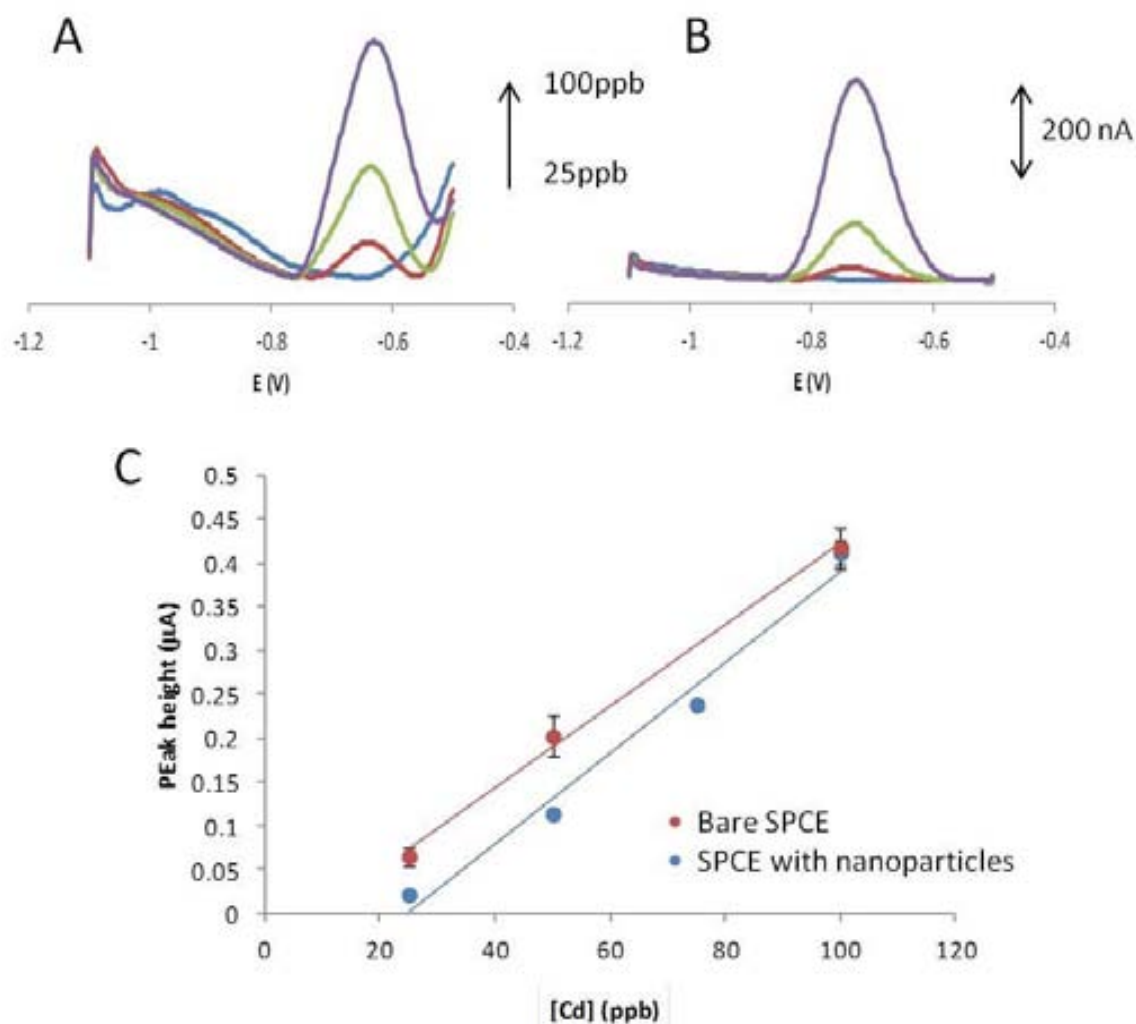 A
100ppb
25ppb
-1.2 -1 -0.8 -0.6 -0.4
E (V)
B
200 nA
-1.2 -1 -0.8 -0.6 -0.4
E (V)
C
PEak height (µA)
0.5
0.45
0.4
0.35
0.3
0.25
0.2
0.15
0.1
0.05
0
0 20 40 60 80 100 120
Bare SPCE
SPCE with nanoparticles
[Cd] (ppb)